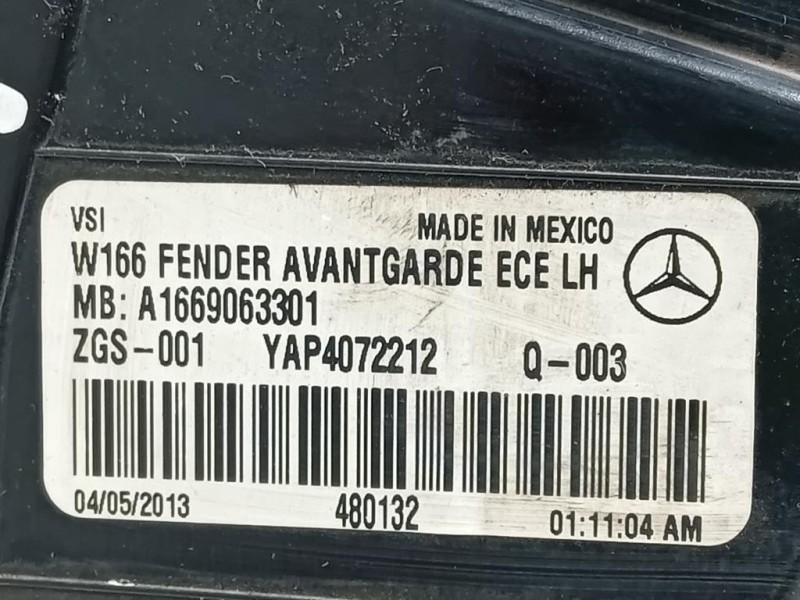 VSI MADE IN MEXICO
W166 FENDER AVANTGARDE ECE LH
MB: A1669063301
ZGS-001 YAP4072212 Q-003
04/05/2013 480132 01:11:04 AM